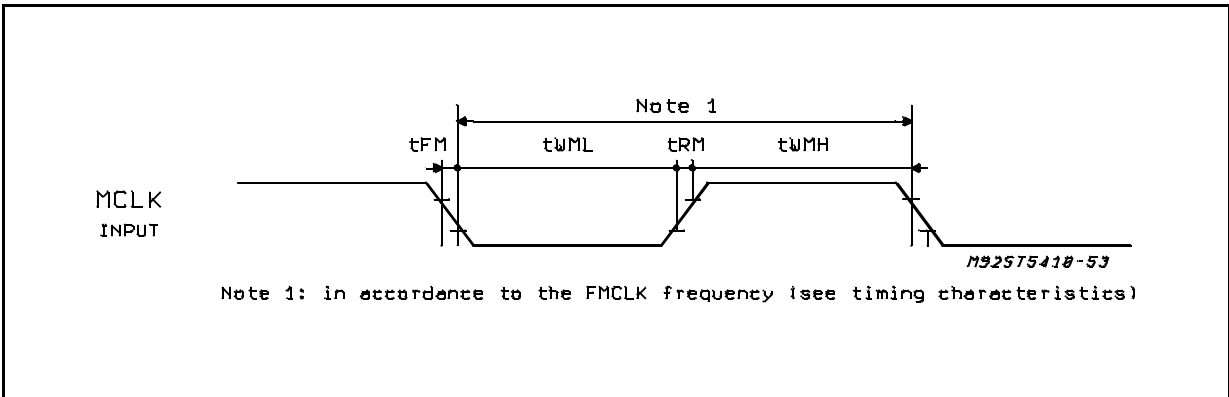 Note 1
tFM tWML tRM tWMH
MCLK
INPUT
M92ST5410-53
Note 1: in accordance to the FMCLK frequency (see timing characteristics)